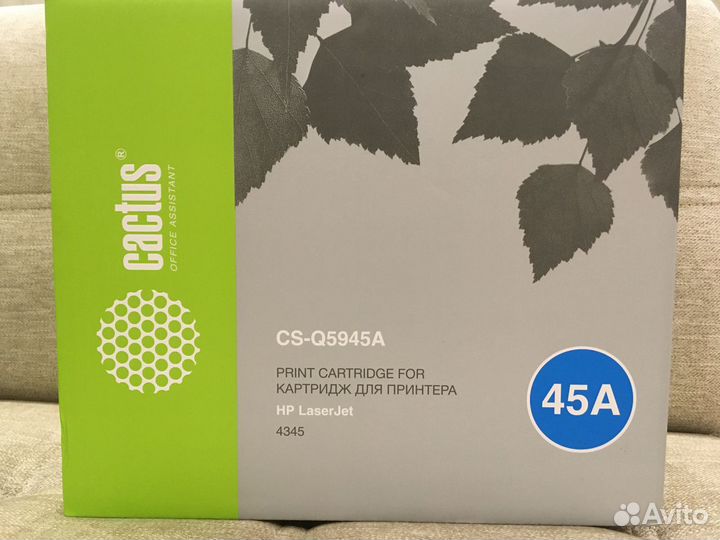 cactus®
OFFICE ASSISTANT
CS-Q5945A
PRINT CARTRIDGE FOR
КАРТРИДЖ ДЛЯ ПРИНТЕРА
HP LaserJet
4345
45A
Avito